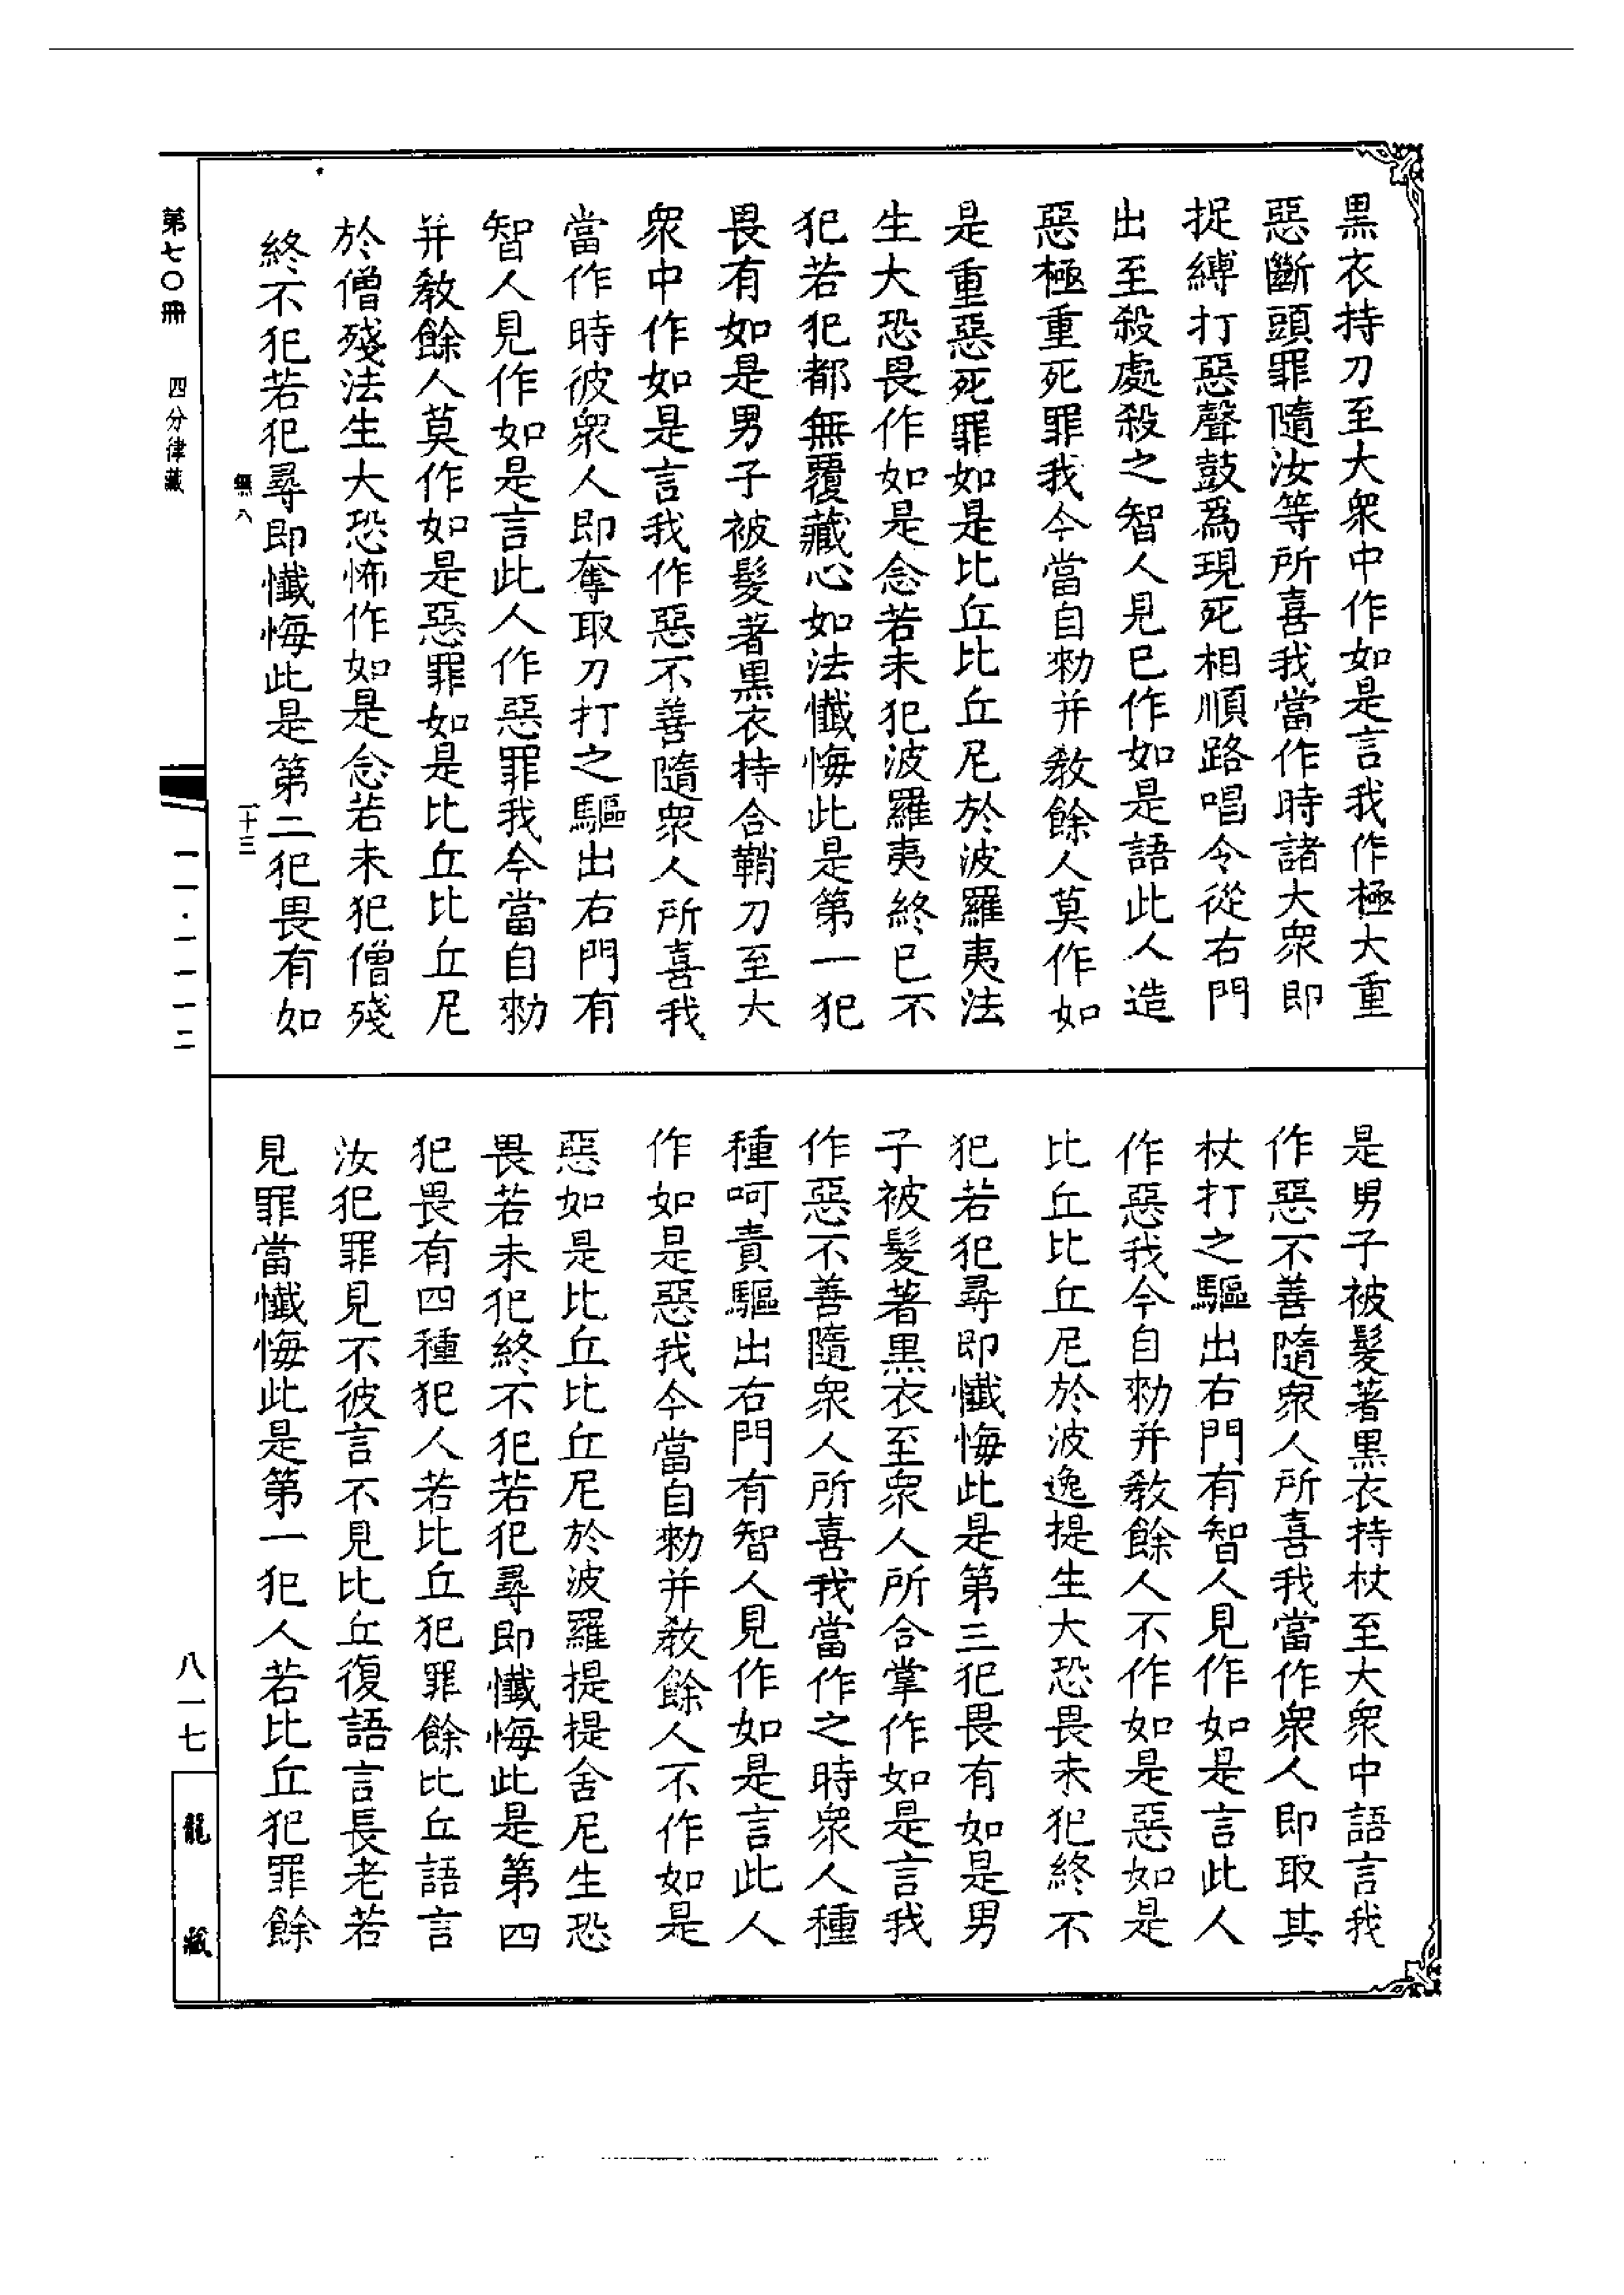 黒衣持刀至大衆中作如是言我作極大重
惡斷頭罪隨汝等所喜我當作時諸大衆即
捉縛打惡聲鼓爲現死相順路唱令從右門
出至殺處殺之智人見已作如是語此人造
惡極重死罪我今當自勑并敎餘人莫作如
是重惡死罪如是比丘比丘尼於波羅夷法
生大恐畏作如是念若未犯波羅夷終已不
犯若犯都無覆藏心如法懺悔此是第一犯
畏有如是男子被髮著黒衣持合鞘刀至大
衆中作如是言我作惡不善隨衆人所喜我
當作時彼衆人即奪取刀打之驅出右門有
智人見作如是言此人作惡罪我今當自勑
并敎餘人莫作如是惡罪如是比丘比丘尼
於僧殘法生大恐怖作如是念若未犯僧殘
終不犯若犯尋即懺悔此是第二犯畏有如
是男子被髮著黒衣持杖至大衆中語言我
作惡不善隨衆人所喜我當作衆人即取其
杖打之驅出右門有智人見作如是言此人
作惡我今自勑并敎餘人不作如是惡如是
比丘比丘尼於波逸提生大恐畏未犯終不
犯若犯尋即懺悔此是第三犯畏有如是男
子被髮著黒衣至衆人所合掌作如是言我
作惡不善隨衆人所喜我當作之時衆人種
種呵責驅出右門有智人見作如是言此人
作如是惡我今當自勑并敎餘人不作如是
惡如是比丘比丘尼於波羅提提舍尼生恐
畏若未犯終不犯若犯尋即懺悔此是第四
犯畏有四種犯人若比丘犯罪餘比丘語言
汝犯罪見不彼言不見比丘復語言長老若
見罪當懺悔此是第一犯人若比丘犯罪餘
無八
十三
第七〇冊
四分律藏
一一·一一一二
八一七
龍藏